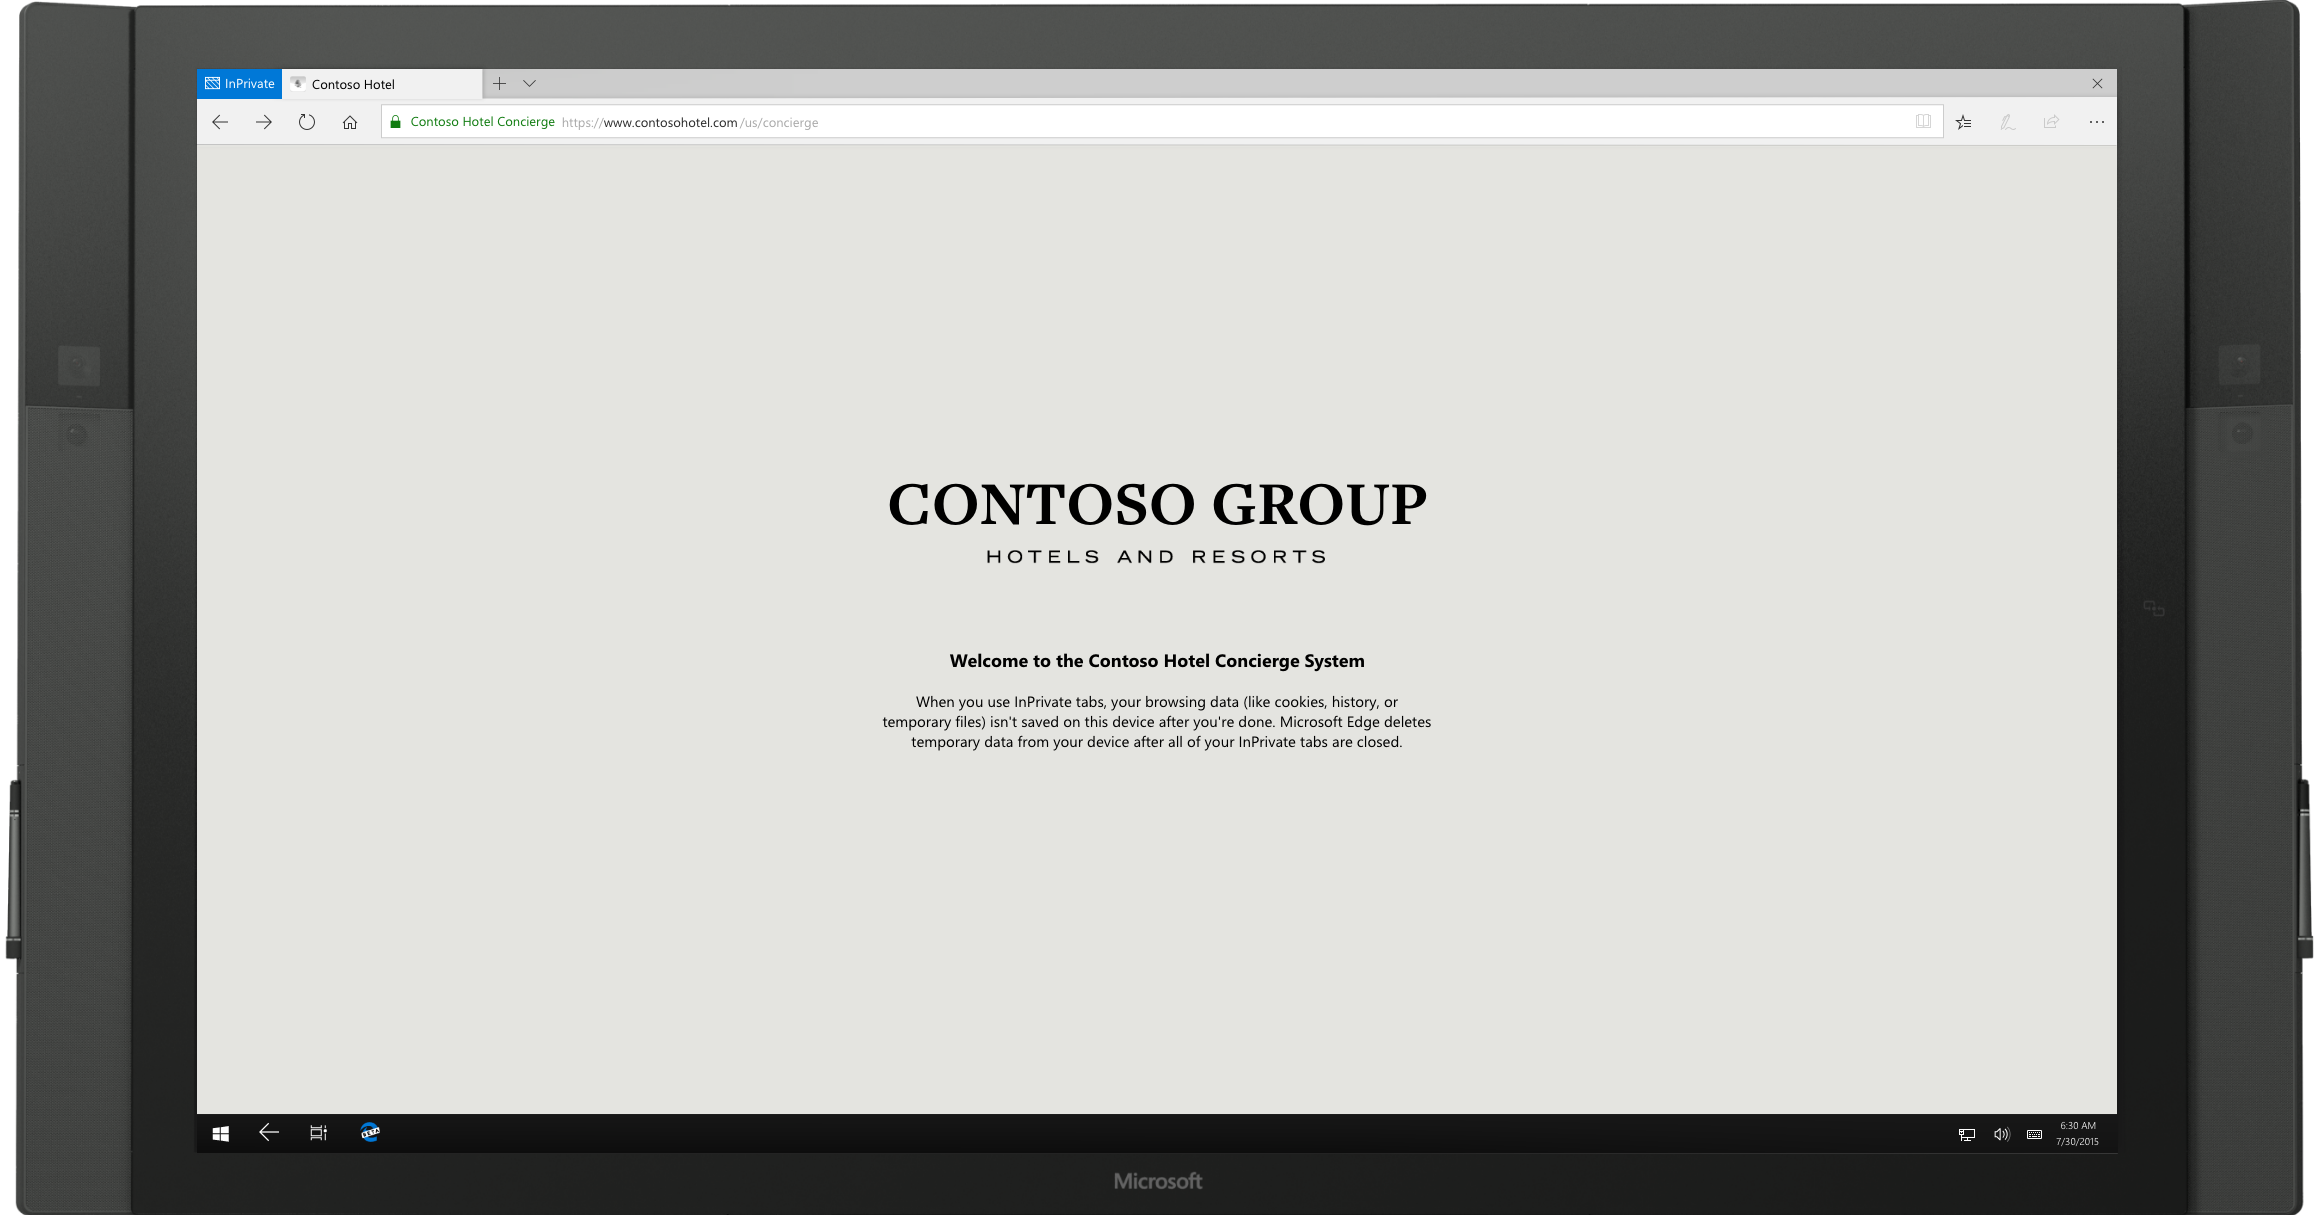 InPrivate Contoso Hotel
Contoso Hotel Concierge https://www.contosohotel.com/us/concierge
CONTOSO GROUP
HOTELS AND RESORTS
Welcome to the Contoso Hotel Concierge System
When you use InPrivate tabs, your browsing data (like cookies, history, or
temporary files) isn't saved on this device after you're done. Microsoft Edge deletes
temporary data from your device after all of your InPrivate tabs are closed.
BETA
6:30 AM
7/30/2015
Microsoft